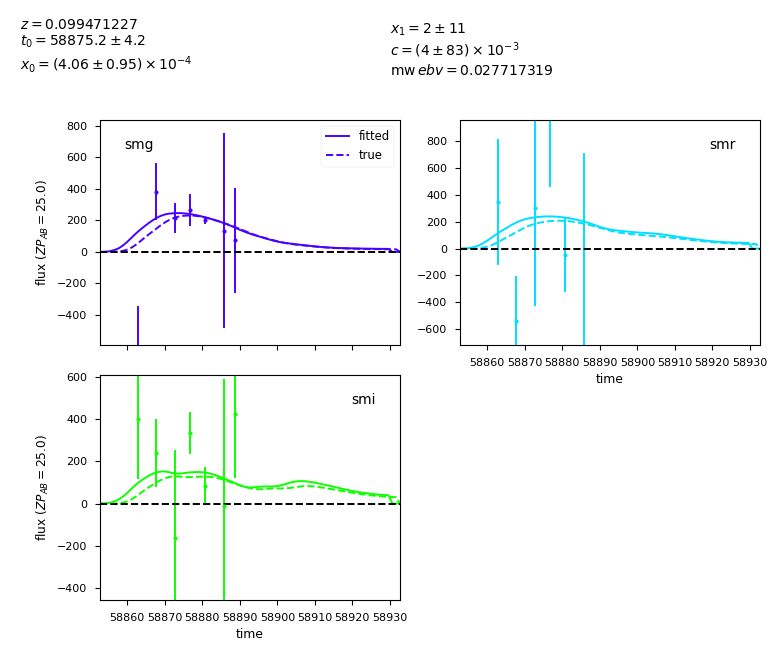 z = 0.099471227
t₀ = 58875.2 ± 4.2
x₀ = (4.06 ± 0.95) × 10⁻⁴
x₁ = 2 ± 11
c = (4 ± 83) × 10⁻³
mw ebv = 0.027717319
smg
fitted
true
800
600
400
200
0
−200
−400
flux (ZP_AB = 25.0)
smr
800
600
400
200
0
−200
−400
−600
58860 58870 58880 58890 58900 58910 58920 58930
time
smi
600
400
200
0
−200
−400
flux (ZP_AB = 25.0)
58860 58870 58880 58890 58900 58910 58920 58930
time